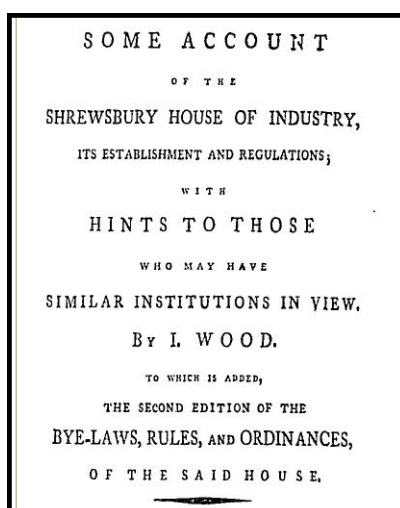 SOME ACCOUNT
OF THE
SHREWSBURY HOUSE OF INDUSTRY,
ITS ESTABLISHMENT AND REGULATIONS;
WITH
HINTS TO THOSE
WHO MAY HAVE
SIMILAR INSTITUTIONS IN VIEW.
By I. WOOD.
TO WHICH IS ADDED,
THE SECOND EDITION OF THE
BYE-LAWS, RULES, AND ORDINANCES,
OF THE SAID HOUSE.